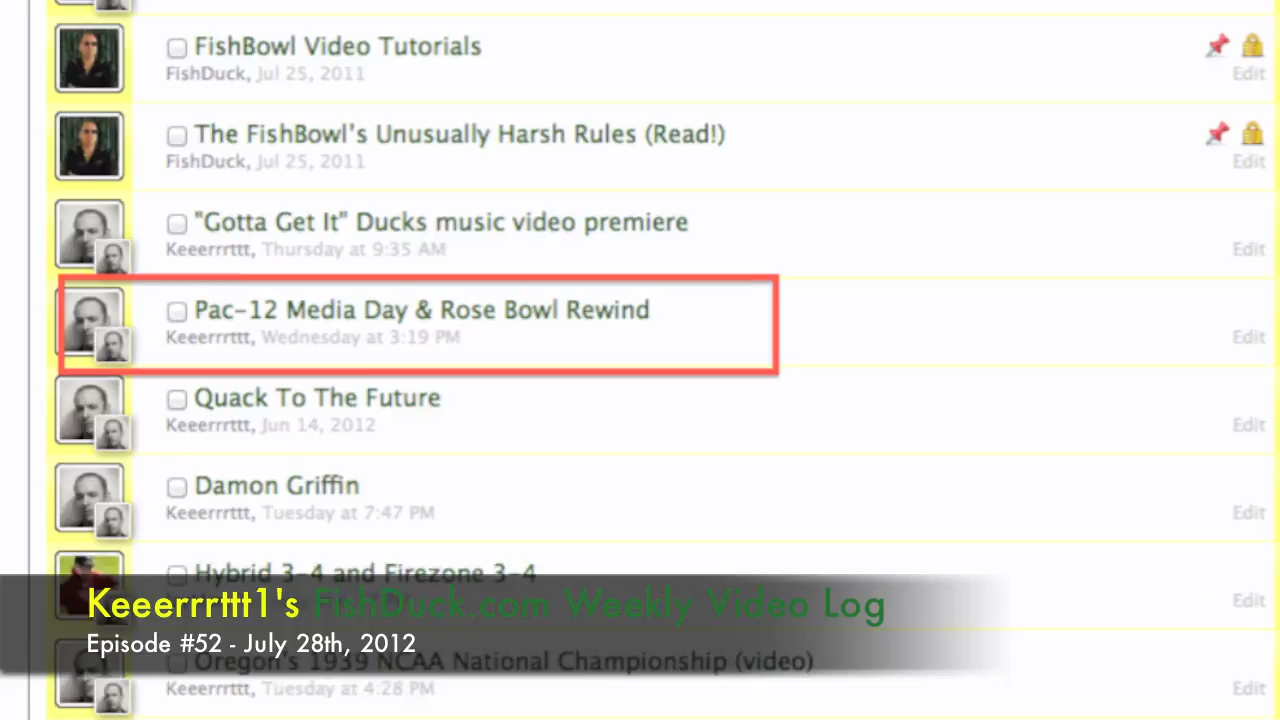 FishBowl Video Tutorials
FishDuck, Jul 25, 2011
Edit
The FishBowl's Unusually Harsh Rules (Read!)
FishDuck, Jul 25, 2011
Edit
"Gotta Get It" Ducks music video premiere
Keeerrrttt, Thursday at 9:35 AM
Edit
Pac-12 Media Day & Rose Bowl Rewind
Keeerrrttt, Wednesday at 3:19 PM
Edit
Quack To The Future
Keeerrrttt, Jun 14, 2012
Edit
Damon Griffin
Keeerrrttt, Tuesday at 7:47 PM
Edit
Hybrid 3-4 and Firezone 3-4
Edit
Keeerrrttt1's FishDuck.com Weekly Video Log
Episode #52 - July 28th, 2012
Oregon's 1939 NCAA National Championship (video)
Keeerrrttt, Tuesday at 4:28 PM
Edit